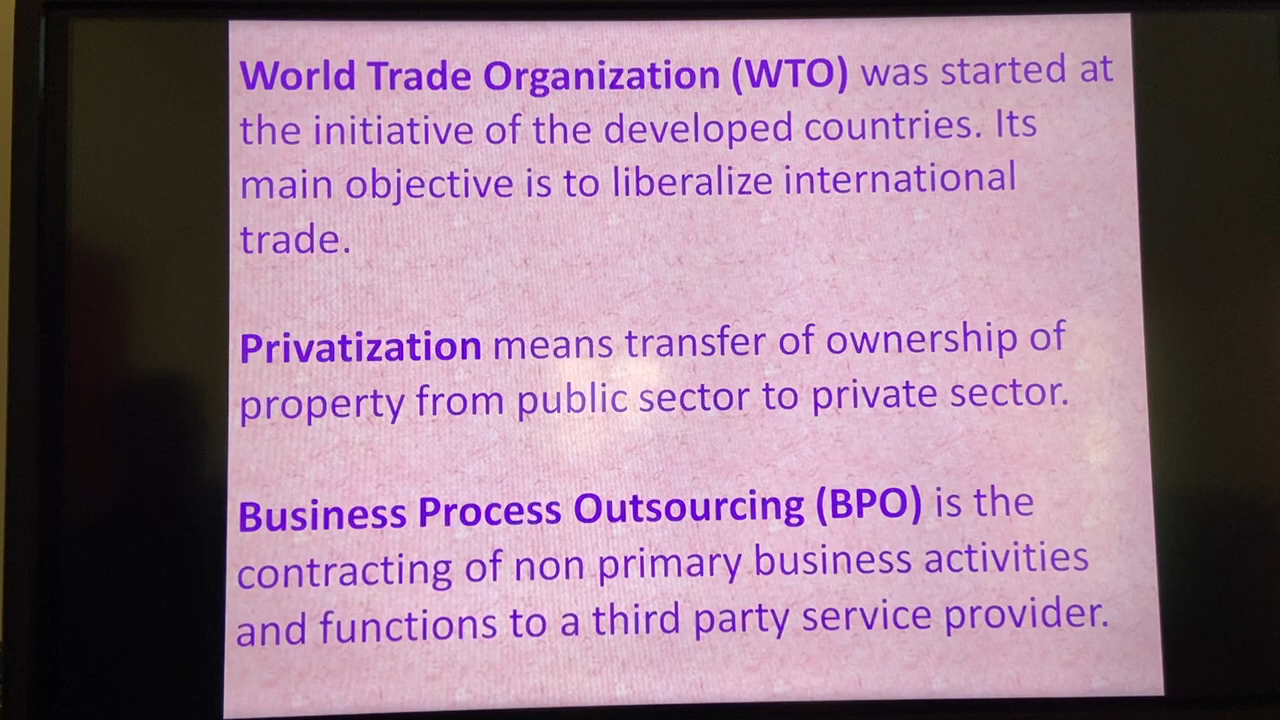 World Trade Organization (WTO) was started at
the initiative of the developed countries. Its
main objective is to liberalize international
trade.
Privatization means transfer of ownership of
property from public sector to private sector.
Business Process Outsourcing (BPO) is the
contracting of non primary business activities
and functions to a third party service provider.